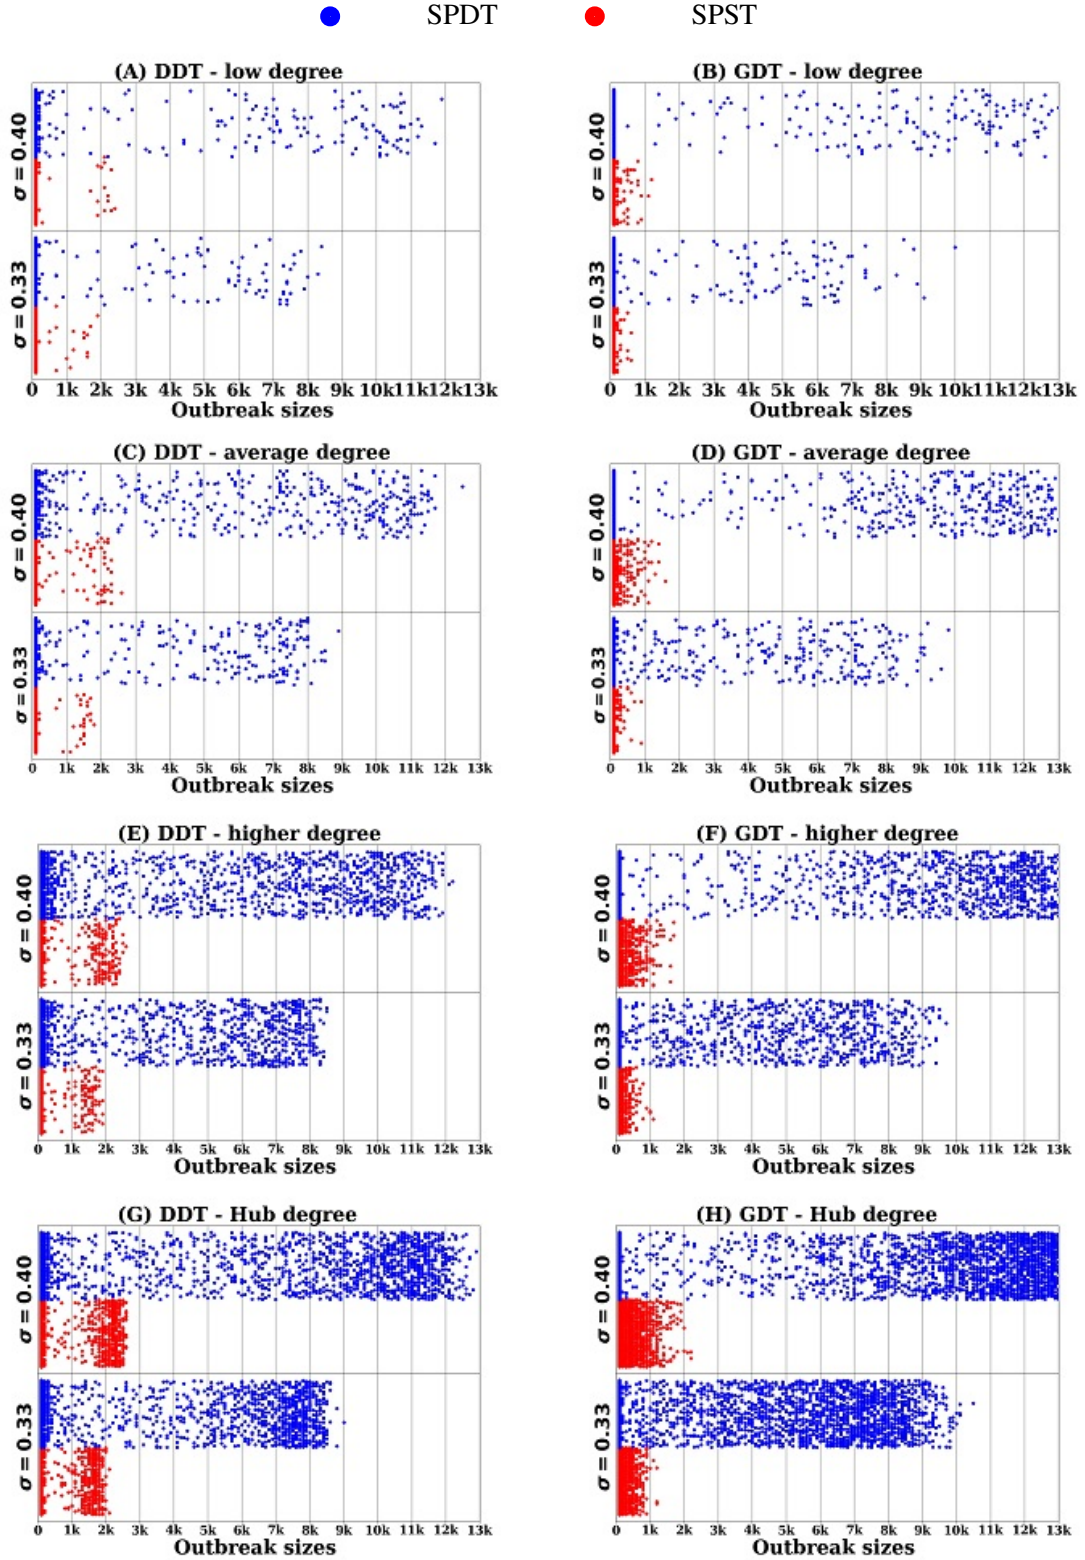 SPDT SPST
(A) DDT - low degree (B) GDT - low degree
σ = 0.40 σ = 0.40
σ = 0.33 σ = 0.33
0 1k 2k 3k 4k 5k 6k 7k 8k 9k 10k11k12k13k 0 1k 2k 3k 4k 5k 6k 7k 8k 9k 10k11k12k13k
Outbreak sizes Outbreak sizes
(C) DDT - average degree (D) GDT - average degree
σ = 0.40 σ = 0.40
σ = 0.33 σ = 0.33
0 1k 2k 3k 4k 5k 6k 7k 8k 9k 10k 11k 12k 13k 0 1k 2k 3k 4k 5k 6k 7k 8k 9k 10k 11k 12k 13k
Outbreak sizes Outbreak sizes
(E) DDT - higher degree (F) GDT - higher degree
σ = 0.40 σ = 0.40
σ = 0.33 σ = 0.33
0 1k 2k 3k 4k 5k 6k 7k 8k 9k 10k 11k 12k 13k 0 1k 2k 3k 4k 5k 6k 7k 8k 9k 10k 11k 12k 13k
Outbreak sizes Outbreak sizes
(G) DDT - Hub degree (H) GDT - Hub degree
σ = 0.40 σ = 0.40
σ = 0.33 σ = 0.33
0 1k 2k 3k 4k 5k 6k 7k 8k 9k 10k 11k 12k 13k 0 1k 2k 3k 4k 5k 6k 7k 8k 9k 10k 11k 12k 13k
Outbreak sizes Outbreak sizes